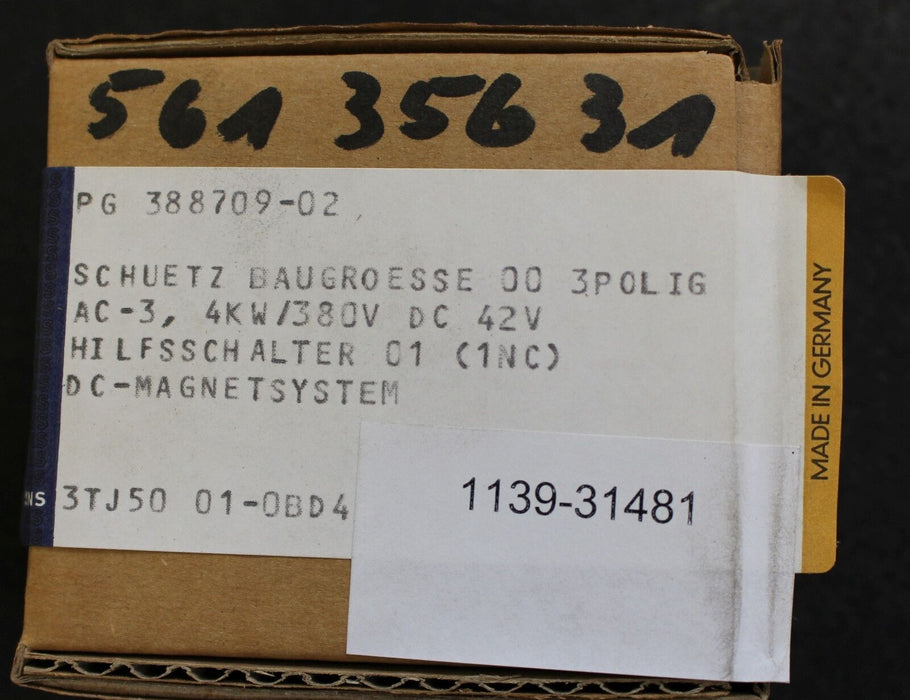 561 356 31
PG 388709-02
SCHUETZ BAUGROESSE 00 3POLIG
AC-3, 4KW/380V DC 42V
HILFSSCHALTER 01 (1NC)
DC-MAGNETSYSTEM
NS 3TJ50 01-0BD4
1139-31481
MADE IN GERMANY